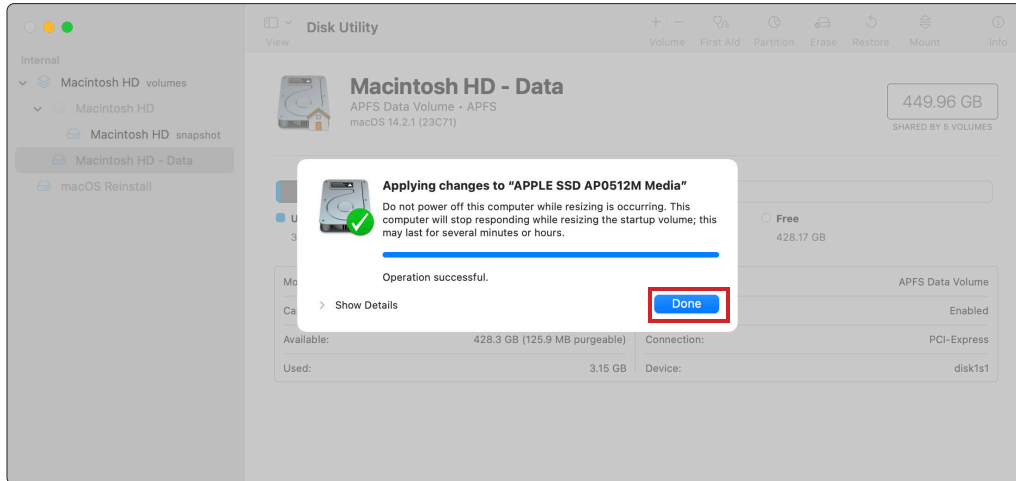 Disk Utility
View
Volume First Aid Partition Erase Restore Mount Info
Internal
Macintosh HD volumes
Macintosh HD
Macintosh HD snapshot
Macintosh HD - Data
macOS Reinstall
Macintosh HD - Data
APFS Data Volume • APFS
macOS 14.2.1 (23C71)
449.96 GB
SHARED BY 5 VOLUMES
Applying changes to “APPLE SSD AP0512M Media”
Do not power off this computer while resizing is occurring. This
computer will stop responding while resizing the startup volume; this
may last for several minutes or hours.
Operation successful.
Show Details
Done
U
3
Free
428.17 GB
Mo
APFS Data Volume
Ca
Enabled
Available: 428.3 GB (125.9 MB purgeable) Connection: PCI-Express
Used: 3.15 GB Device: disk1s1